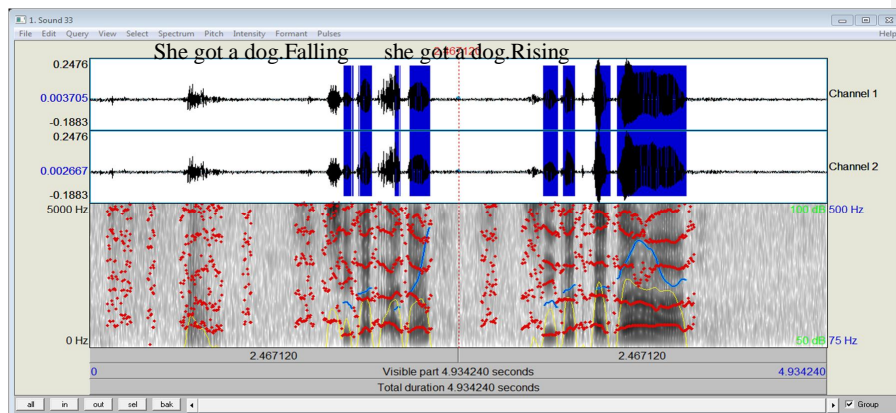 1. Sound 33
File Edit Query View Select Spectrum Pitch Intensity Formant Pulses Help
She got a dog.Falling she got a dog.Rising
2.467120
0.2476
0.003705
-0.1883
Channel 1
0.2476
0.002667
-0.1883
Channel 2
5000 Hz 100 dB 500 Hz
0 Hz 50 dB 75 Hz
2.467120 2.467120
0 Visible part 4.934240 seconds 4.934240
Total duration 4.934240 seconds
all in out sel bak Group